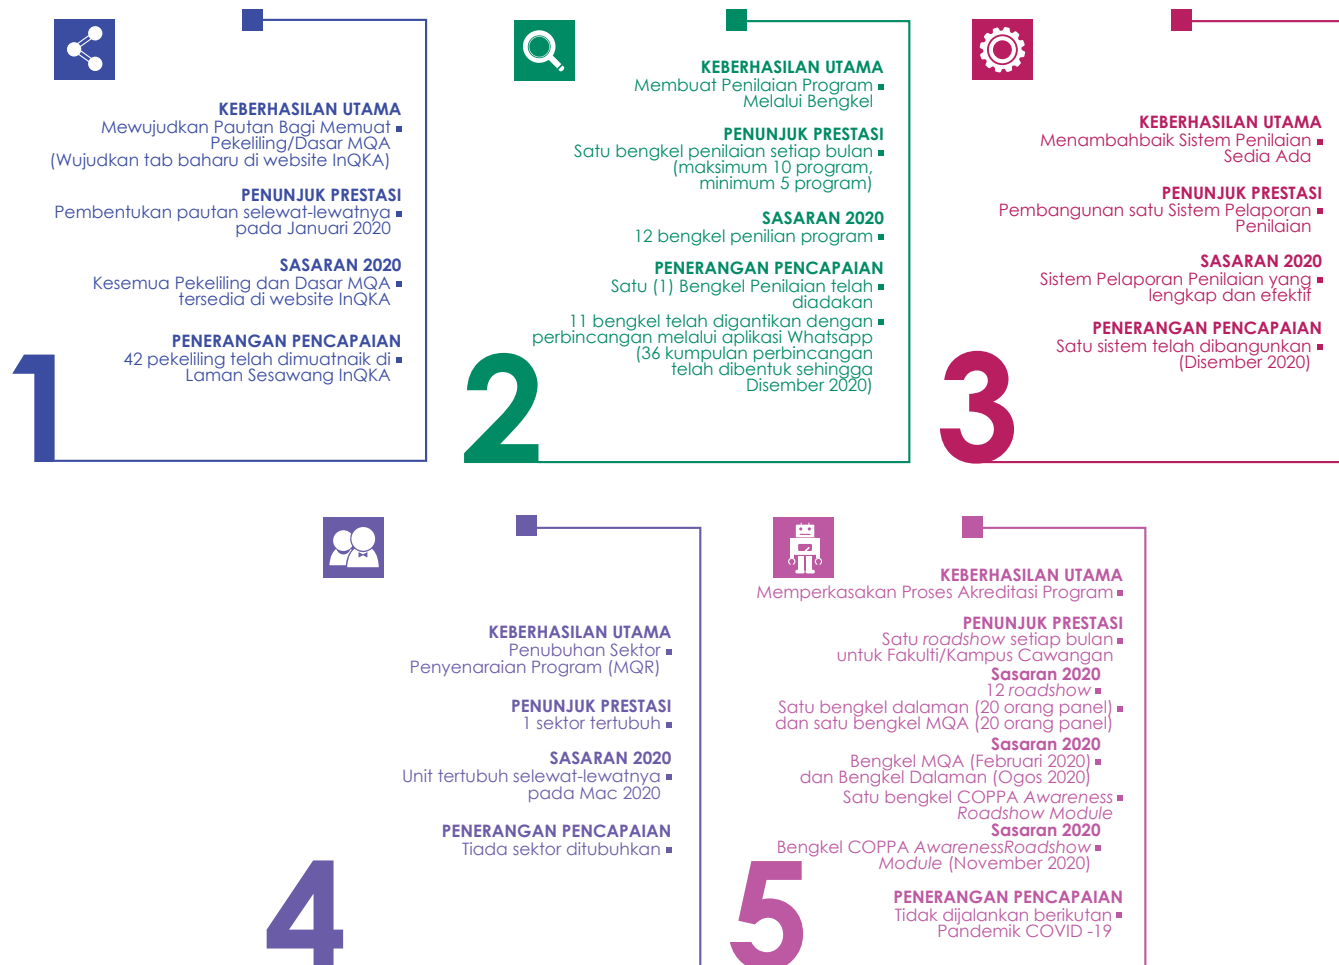 KEBERHASILAN UTAMA
Mewujudkan Pautan Bagi Memuat
Pekeliling/Dasar MQA
(Wujudkan tab baharu di website InQKA)
PENUNJUK PRESTASI
Pembentukan pautan selewat-lewatnya
pada Januari 2020
SASARAN 2020
Kesemua Pekeliling dan Dasar MQA
tersedia di website InQKA
PENERANGAN PENCAPAIAN
42 pekeliling telah dimuatnaik di
Laman Sesawang InQKA
1
KEBERHASILAN UTAMA
Membuat Penilaian Program
Melalui Bengkel
PENUNJUK PRESTASI
Satu bengkel penilaian setiap bulan
(maksimum 10 program,
minimum 5 program)
SASARAN 2020
12 bengkel penilian program
PENERANGAN PENCAPAIAN
Satu (1) Bengkel Penilaian telah
diadakan
11 bengkel telah digantikan dengan
perbincangan melalui aplikasi Whatsapp
(36 kumpulan perbincangan
telah dibentuk sehingga
Disember 2020)
2
KEBERHASILAN UTAMA
Menambahbaik Sistem Penilaian
Sedia Ada
PENUNJUK PRESTASI
Pembangunan satu Sistem Pelaporan
Penilaian
SASARAN 2020
Sistem Pelaporan Penilaian yang
lengkap dan efektif
PENERANGAN PENCAPAIAN
Satu sistem telah dibangunkan
(Disember 2020)
3
KEBERHASILAN UTAMA
Penubuhan Sektor
Penyenaraian Program (MQR)
PENUNJUK PRESTASI
1 sektor tertubuh
SASARAN 2020
Unit tertubuh selewat-lewatnya
pada Mac 2020
PENERANGAN PENCAPAIAN
Tiada sektor ditubuhkan
4
KEBERHASILAN UTAMA
Memperkasakan Proses Akreditasi Program
PENUNJUK PRESTASI
Satu roadshow setiap bulan
untuk Fakulti/Kampus Cawangan
Sasaran 2020
12 roadshow
Satu bengkel dalaman (20 orang panel)
dan satu bengkel MQA (20 orang panel)
Sasaran 2020
Bengkel MQA (Februari 2020)
dan Bengkel Dalaman (Ogos 2020)
Satu bengkel COPPA Awareness
Roadshow Module
Sasaran 2020
Bengkel COPPA AwarenessRoadshow
Module (November 2020)
PENERANGAN PENCAPAIAN
Tidak dijalankan berikutan
Pandemik COVID -19
5